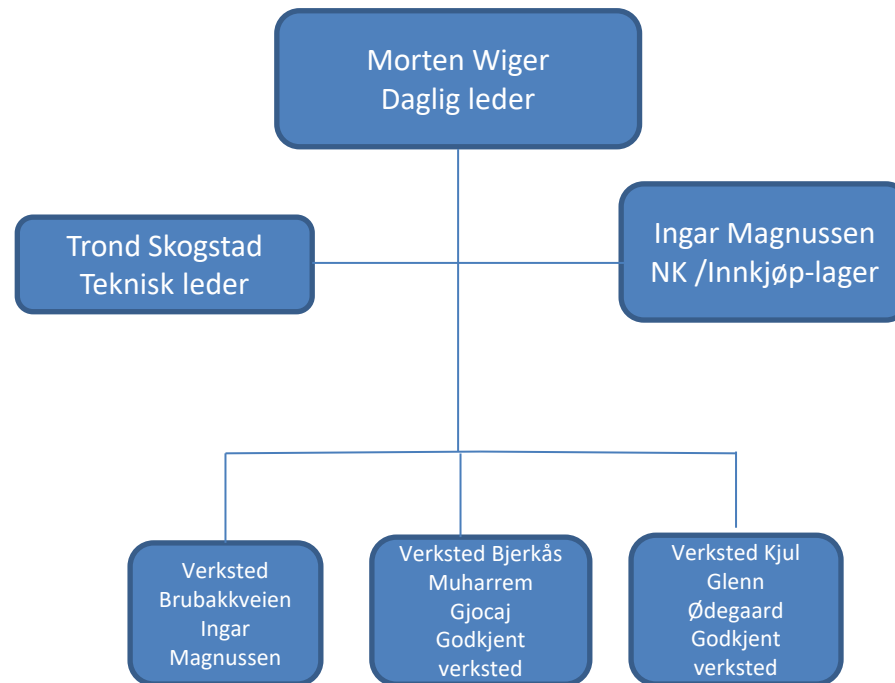 Morten Wiger
Daglig leder
Trond Skogstad
Teknisk leder
Ingar Magnussen
NK /Innkjøp-lager
Verksted
Brubakkveien
Ingar
Magnussen
Verksted Bjerkås
Muharrem
Gjocaj
Godkjent
verksted
Verksted Kjul
Glenn
Ødegaard
Godkjent
verksted